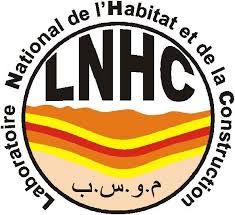 Laboratoire National de l'Habitat et de la Construction
LNHC
م.و.س.ب